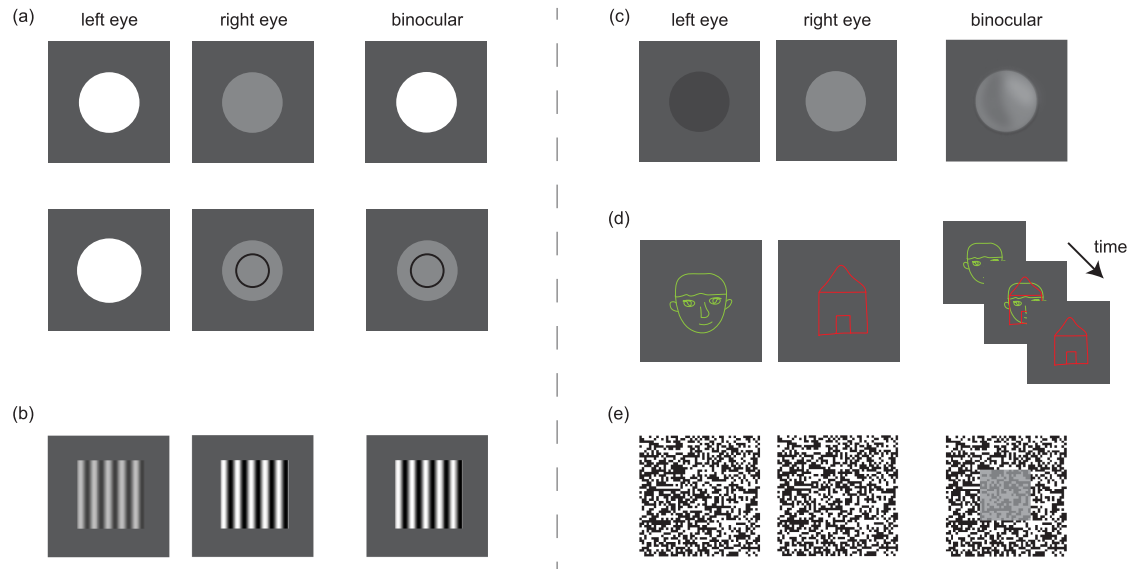 (a)
left eye right eye binocular
(b)
(c)
left eye right eye binocular
(d)
time
(e)